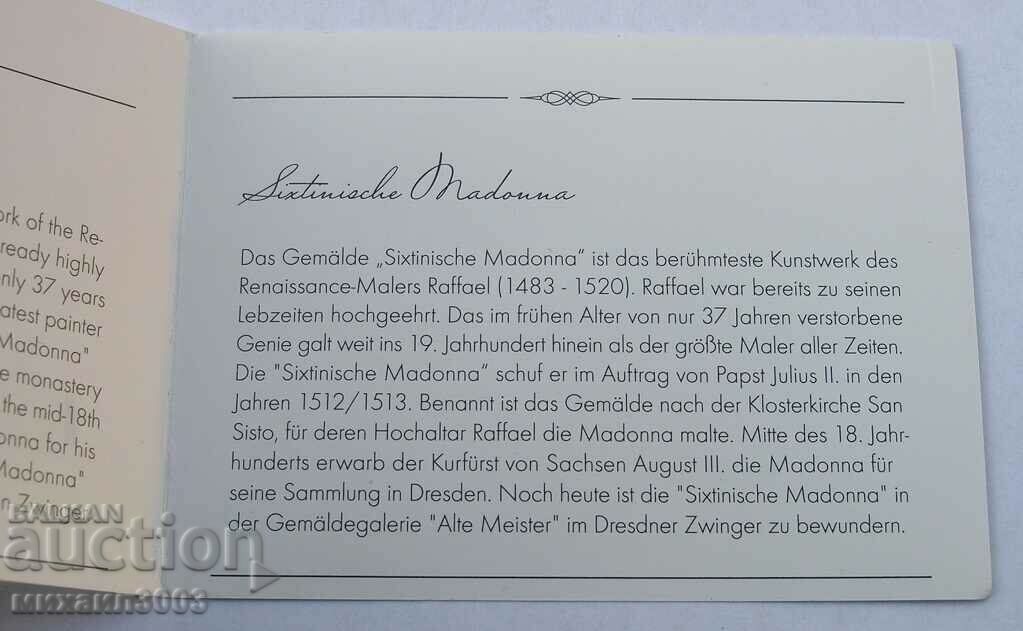 ork of the Re-
ready highly
nly 37 years
atest painter
Madonna"
e monastery
the mid-18th
onna for his
Madonna"
n Zwinger
Sixtinische Madonna
Das Gemälde „Sixtinische Madonna“ ist das berühmteste Kunstwerk des
Renaissance-Malers Raffael (1483 - 1520). Raffael war bereits zu seinen
Lebzeiten hochgeehrt. Das im frühen Alter von nur 37 Jahren verstorbene
Genie galt weit ins 19. Jahrhundert hinein als der größte Maler aller Zeiten.
Die "Sixtinische Madonna“ schuf er im Auftrag von Papst Julius II. in den
Jahren 1512/1513. Benannt ist das Gemälde nach der Klosterkirche San
Sisto, für deren Hochaltar Raffael die Madonna malte. Mitte des 18. Jahr-
hunderts erwarb der Kurfürst von Sachsen August III. die Madonna für
seine Sammlung in Dresden. Noch heute ist die "Sixtinische Madonna" in
der Gemäldegalerie "Alte Meister" im Dresdner Zwinger zu bewundern.
BALKAN
auction
михаил3003